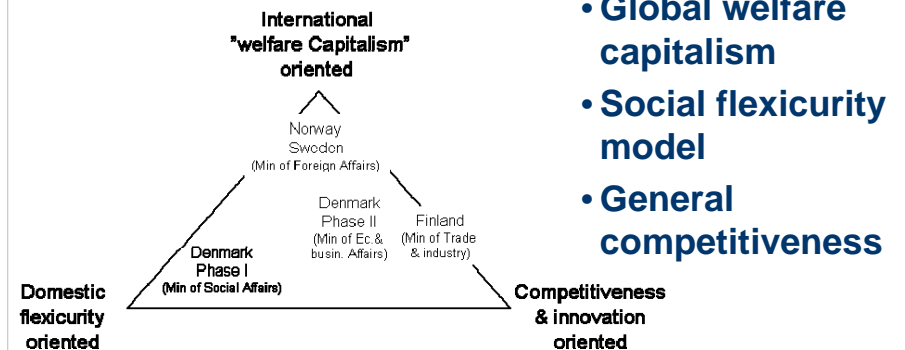 International
"welfare Capitalism"
oriented
Norway
Sweden
(Min of Foreign Affairs)
Denmark
Phase II
(Min of Ec.&
busin. Affairs)
Finland
(Min of Trade
& industry)
Denmark
Phase I
(Min of Social Affairs)
Domestic
flexicurity
oriented
Competitiveness
& innovation
oriented
• Global welfare
capitalism
• Social flexicurity
model
• General
competitiveness